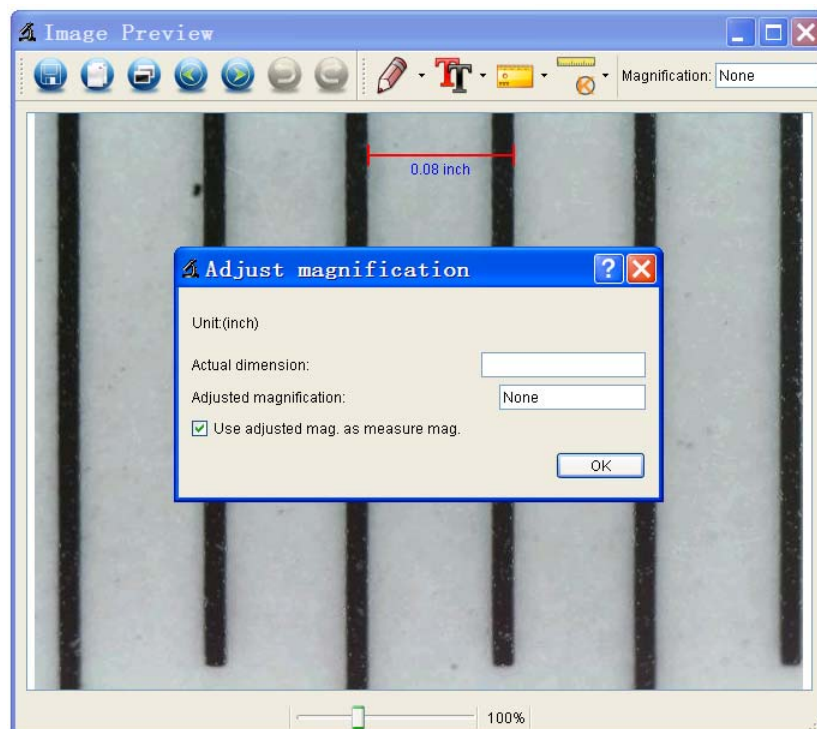 Image Preview
Magnification: None
0.08 inch
Adjust magnification
Unit:(inch)
Actual dimension:
Adjusted magnification: None
Use adjusted mag. as measure mag.
OK
100%